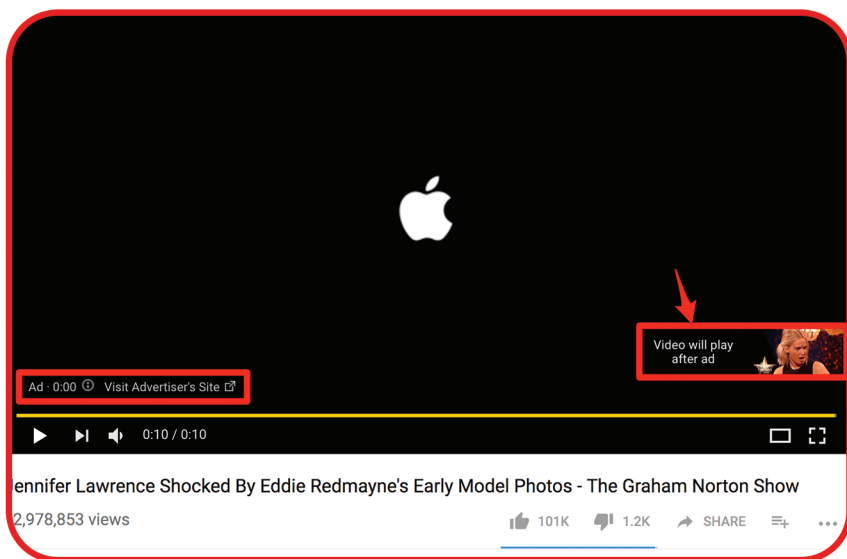 Video will play
after ad
Ad · 0:00 Visit Advertiser's Site
0:10 / 0:10
ennifer Lawrence Shocked By Eddie Redmayne's Early Model Photos - The Graham Norton Show
2,978,853 views
101K
1.2K
SHARE